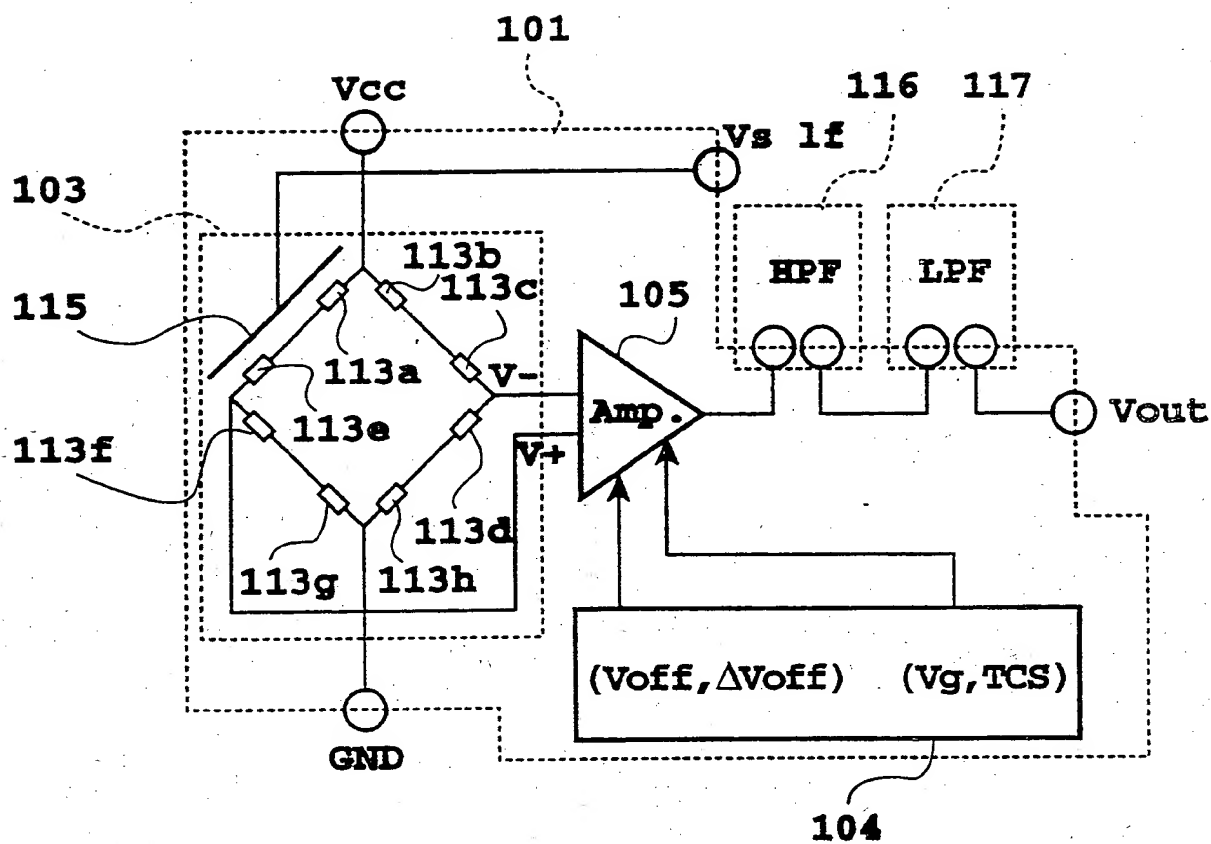 101
Vcc
116
117
Vs lf
103
113b
113c
HPF
LPF
105
115
113a
V-
Amp.
Vout
113e
V+
113f
113d
113g
113h
(Voff,ΔVoff)
(Vg,TCS)
GND
104